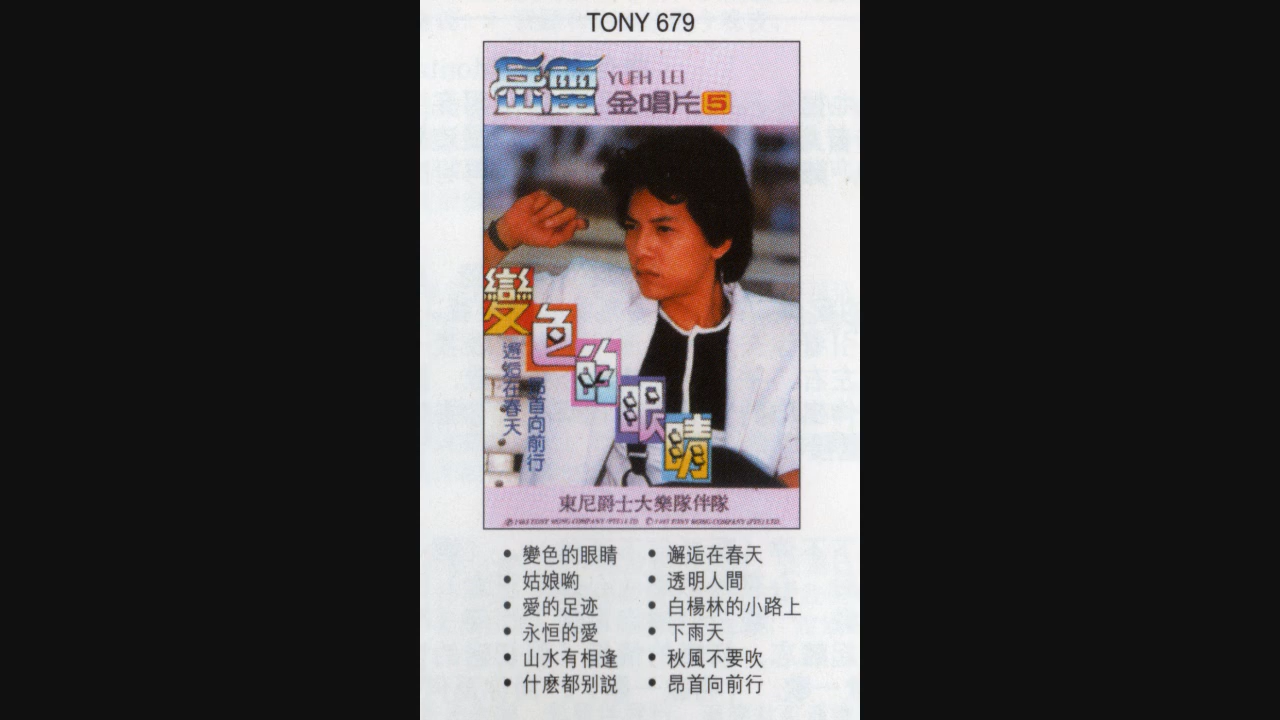 TONY 679
岳雷
YUEH LEI
金唱片5
變色的眼睛
邂逅在春天
昂首向前行
東尼爵士大樂隊伴隊
• 變色的眼睛
• 姑娘喲
• 愛的足迹
• 永恒的愛
• 山水有相逢
• 什麽都别説
• 邂逅在春天
• 透明人間
• 白楊林的小路上
• 下雨天
• 秋風不要吹
• 昂首向前行